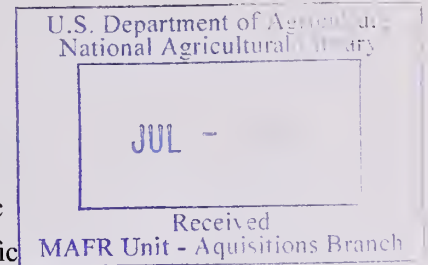 U.S. Department of
National Agricultural
JUL -
Received
MAFR Unit - Aquisitions Branch